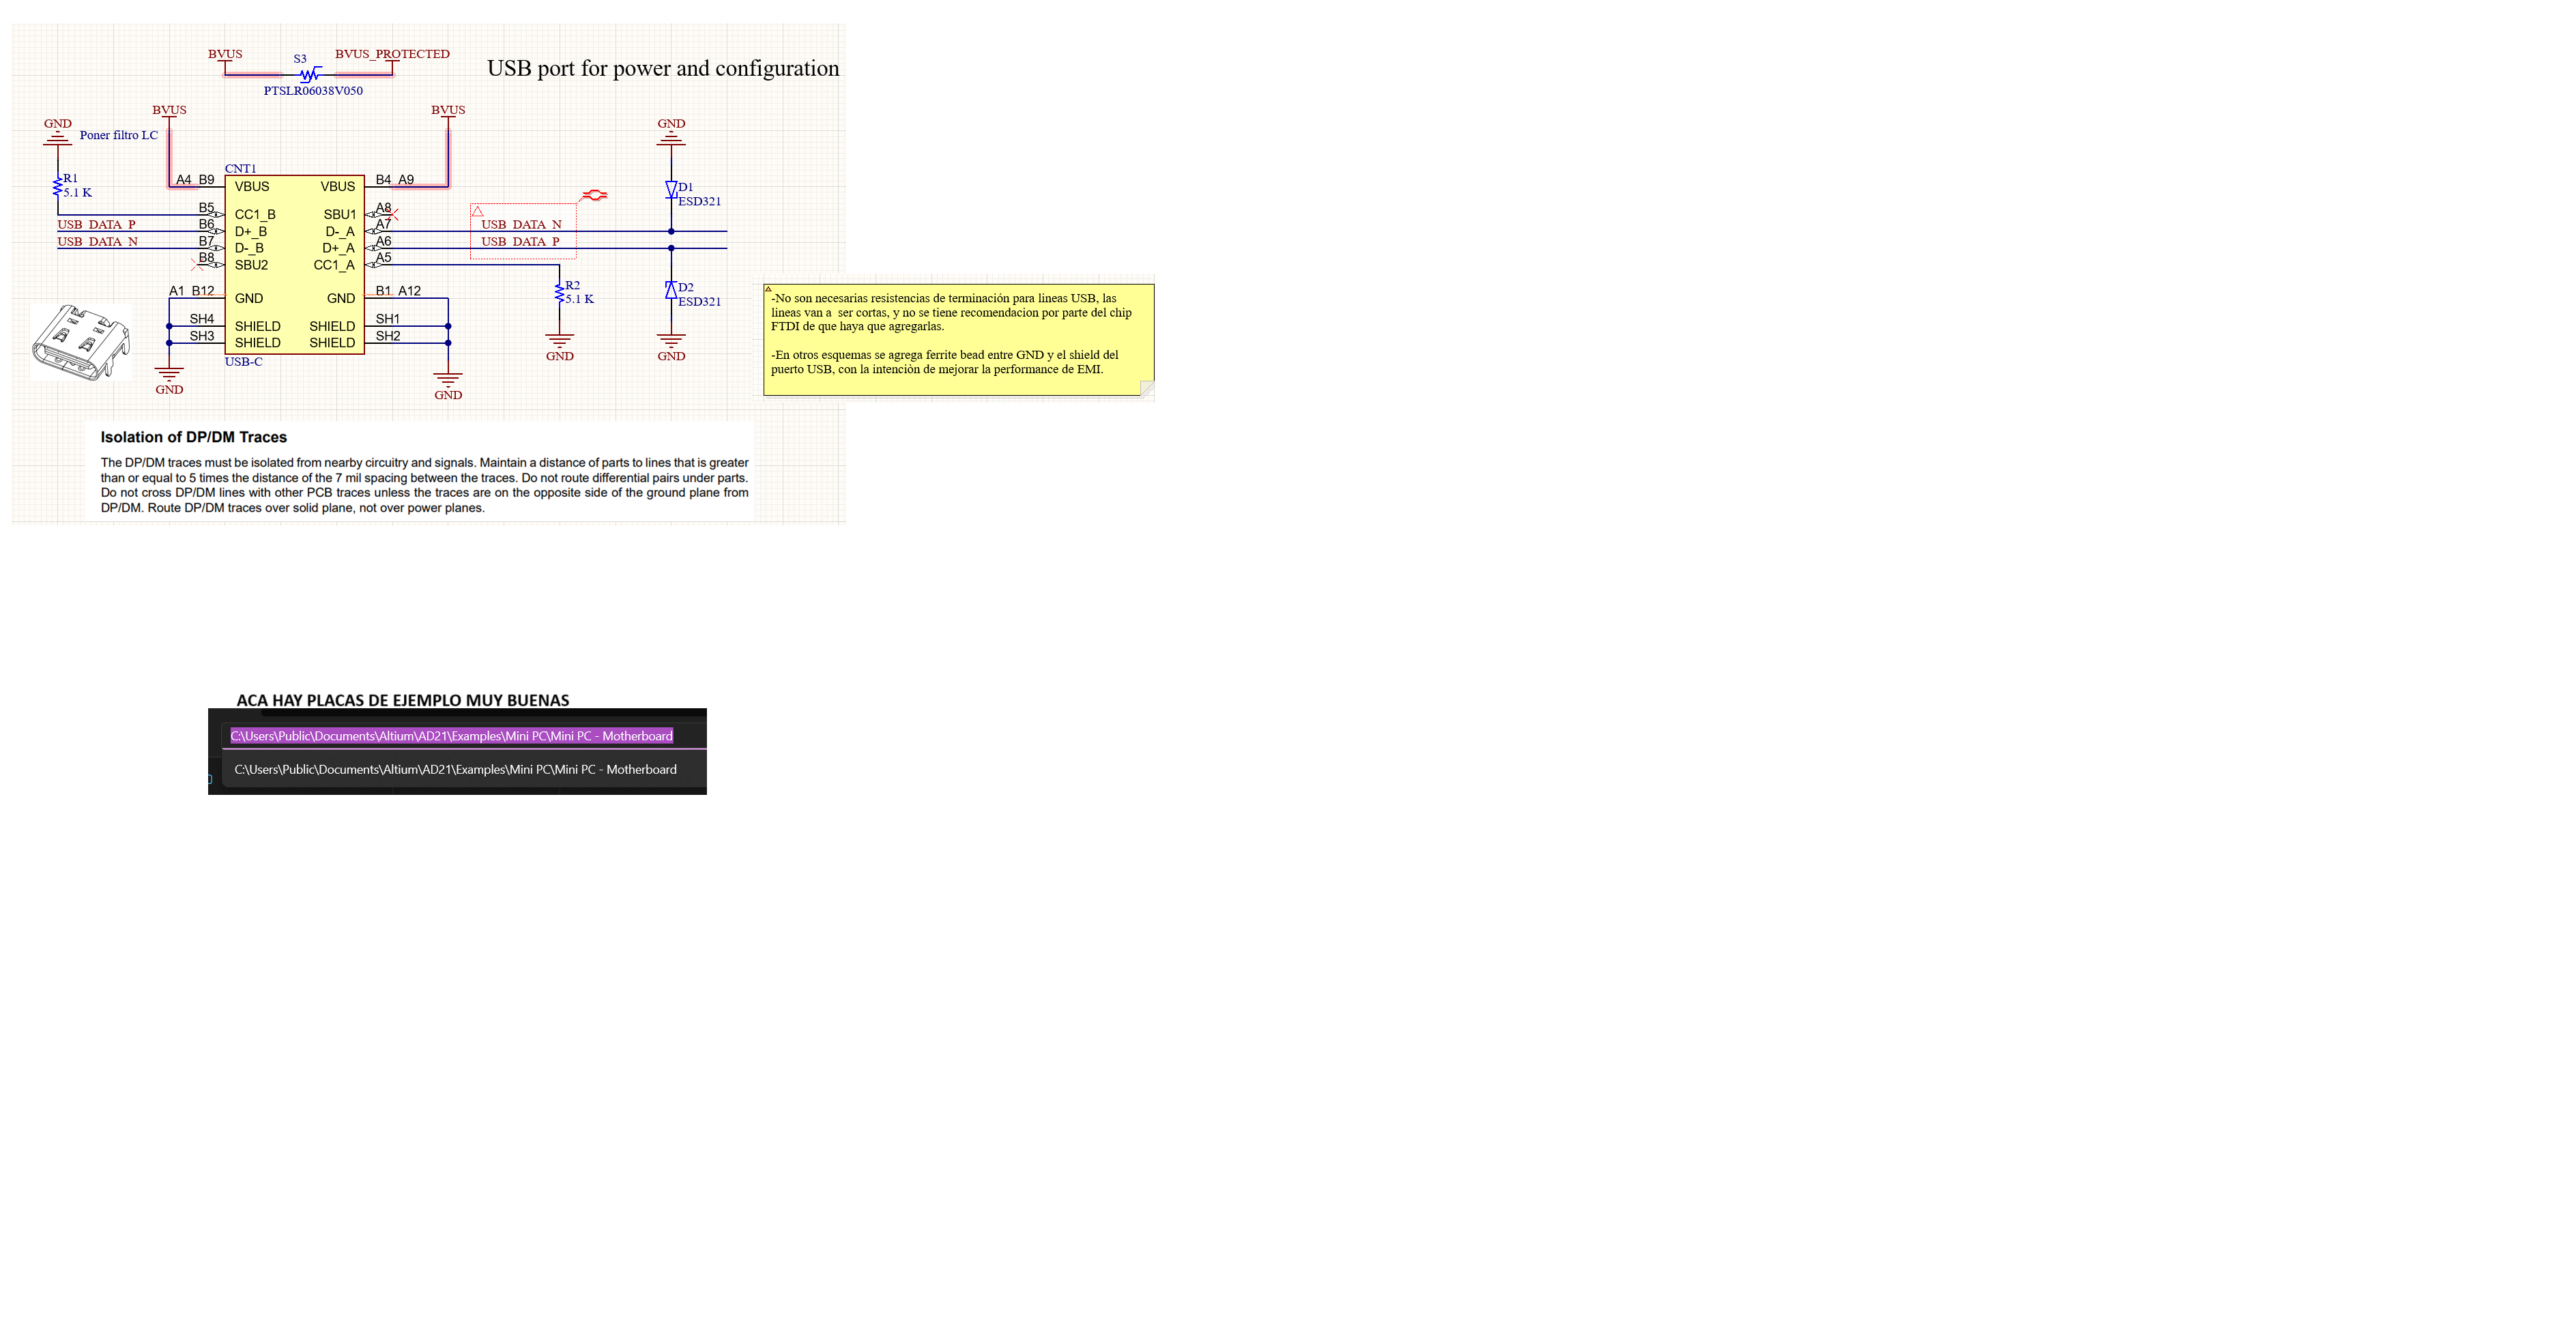 BVUS
S3
BVUS_PROTECTED
PTSLR06038V050
USB port for power and configuration
BVUS
BVUS
GND
Poner filtro LC
GND
CNT1
R1
5.1 K
A4 B9
VBUS
VBUS
B4 A9
D1
ESD321
B5
CC1_B
SBU1
A8
USB_DATA_P
B6
D+_B
D-_A
A7
USB_DATA_N
USB_DATA_N
B7
D-_B
D+_A
A6
USB_DATA_P
B8
SBU2
CC1_A
A5
R2
5.1 K
D2
ESD321
A1 B12
GND
GND
B1 A12
SH4
SHIELD
SHIELD
SH1
SH3
SHIELD
SHIELD
SH2
USB-C
GND
GND
GND
GND
-No son necesarias resistencias de terminación para lineas USB, las
lineas van a ser cortas, y no se tiene recomendacion por parte del chip
FTDI de que haya que agregarlas.
-En otros esquemas se agrega ferrite bead entre GND y el shield del
puerto USB, con la intenciòn de mejorar la performance de EMI.
Isolation of DP/DM Traces
The DP/DM traces must be isolated from nearby circuitry and signals. Maintain a distance of parts to lines that is greater
than or equal to 5 times the distance of the 7 mil spacing between the traces. Do not route differential pairs under parts.
Do not cross DP/DM lines with other PCB traces unless the traces are on the opposite side of the ground plane from
DP/DM. Route DP/DM traces over solid plane, not over power planes.
ACA HAY PLACAS DE EJEMPLO MUY BUENAS
C:\Users\Public\Documents\Altium\AD21\Examples\Mini PC\Mini PC - Motherboard
C:\Users\Public\Documents\Altium\AD21\Examples\Mini PC\Mini PC - Motherboard